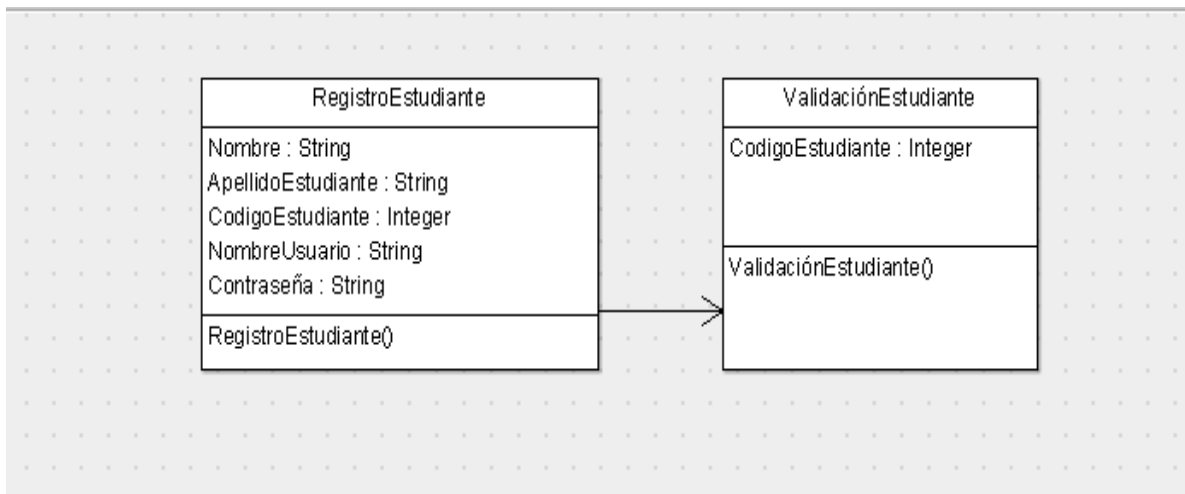 RegistroEstudiante
Nombre : String
ApellidoEstudiante : String
CodigoEstudiante : Integer
NombreUsuario : String
Contraseña : String
RegistroEstudiante()
ValidaciónEstudiante
CodigoEstudiante : Integer
ValidaciónEstudiante()